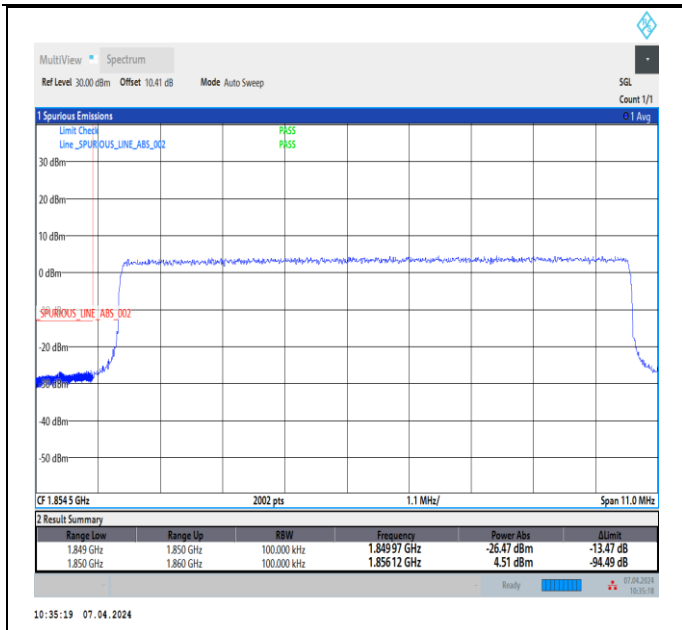 MultiView Spectrum
Ref Level 30.00 dBm Offset 10.41 dB Mode Auto Sweep SGL
Count 1/1
1 Spurious Emissions 1 Avg
Limit Check PASS
Line _SPURIOUS_LINE_ABS_002 PASS
30 dBm
20 dBm
10 dBm
0 dBm
_SPURIOUS_LINE_ABS_002
-20 dBm
-30 dBm
-40 dBm
-50 dBm
CF 1.854 5 GHz 2002 pts 1.1 MHz/ Span 11.0 MHz
2 Result Summary
Range Low Range Up RBW Frequency Power Abs ΔLimit
1.849 GHz 1.850 GHz 100.000 kHz 1.849 97 GHz -26.47 dBm -13.47 dB
1.850 GHz 1.860 GHz 100.000 kHz 1.856 12 GHz 4.51 dBm -94.49 dB
Ready 07.04.2024
10:35:18
10:35:19 07.04.2024